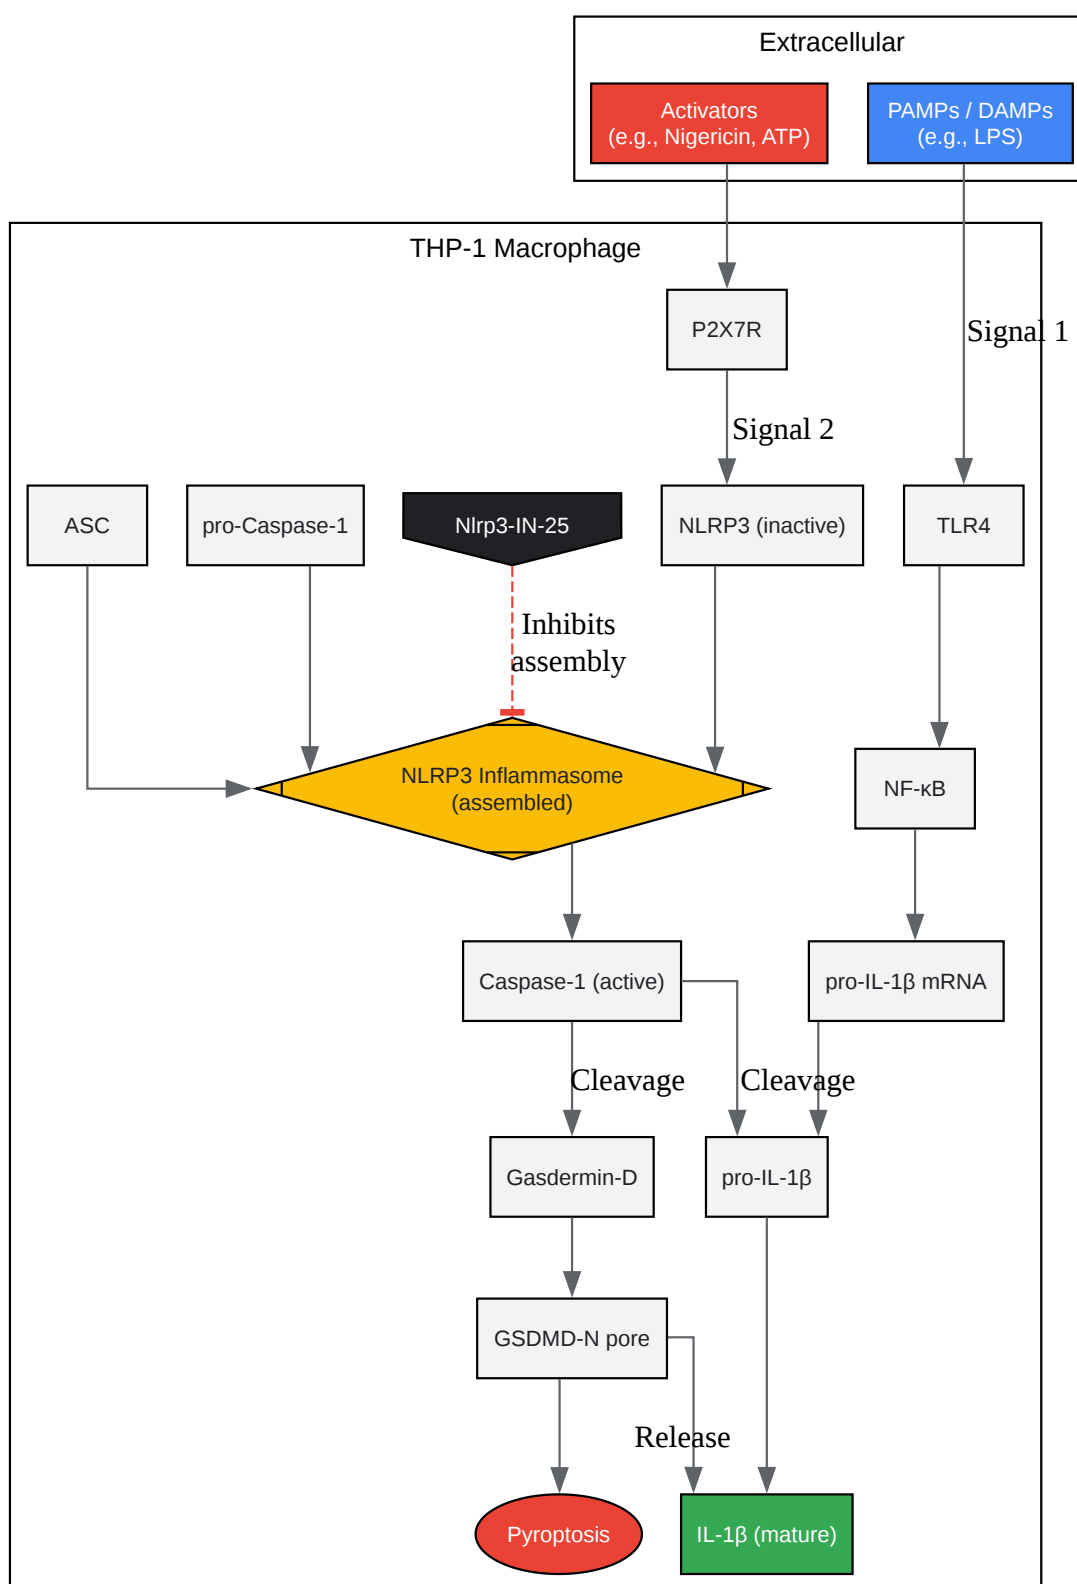 Extracellular
Activators
(e.g., Nigericin, ATP)
PAMPs / DAMPs
(e.g., LPS)
THP-1 Macrophage
P2X7R
Signal 1
Signal 2
ASC
pro-Caspase-1
Nlrp3-IN-25
NLRP3 (inactive)
TLR4
Inhibits
assembly
NLRP3 Inflammasome
(assembled)
NF-κB
Caspase-1 (active)
pro-IL-1β mRNA
Cleavage
Cleavage
Gasdermin-D
pro-IL-1β
GSDMD-N pore
Release
Pyroptosis
IL-1β (mature)